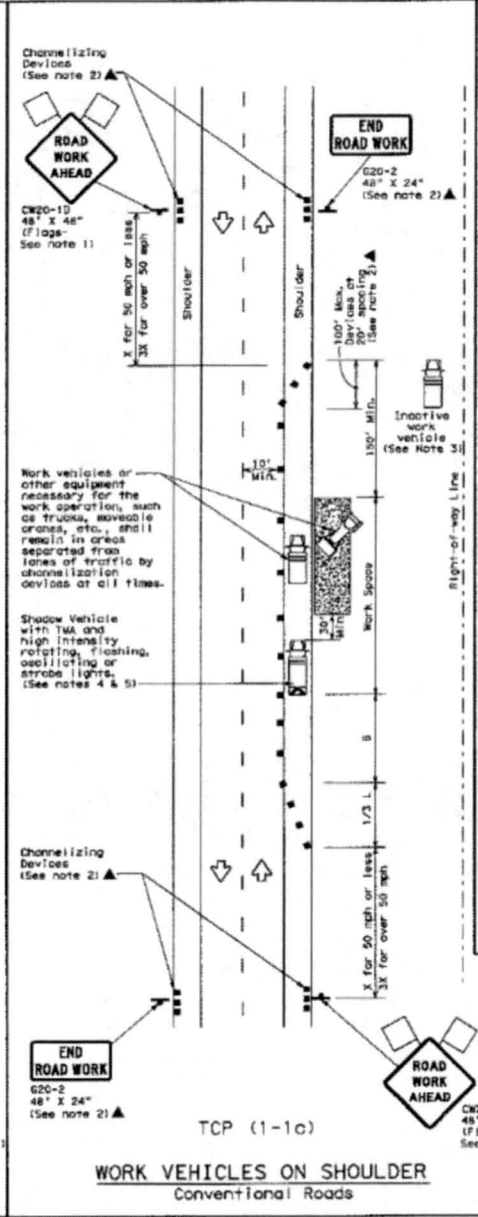 Channelizing
Devices
(See note 2) ▲
ROAD
WORK
AHEAD
CW20-1D
48" X 48"
(Flags-
See note 1)
END
ROAD WORK
G20-2
48" X 24"
(See note 2) ▲
X for 50 mph or less
3X for over 50 mph
Shoulder
Shoulder
100' Max.
Devices at
20' spacing
(See note 2) ▲
150' Min.
Inactive
work
vehicle
(See Note 3)
Right-of-way Line
10'
Min.
Work vehicles or
other equipment
necessary for the
work operation, such
as trucks, moveable
cranes, etc., shall
remain in areas
separated from
lanes of traffic by
channelization
devices at all times.
Work Space
30'
Min.
Shadow Vehicle
with TMA and
high intensity
rotating, flashing,
oscillating or
strobe lights.
(See notes 4 & 5)
B
1/3 L
X for 50 mph or less
3X for over 50 mph
Channelizing
Devices
(See note 2) ▲
END
ROAD WORK
G20-2
48" X 24"
(See note 2) ▲
ROAD
WORK
AHEAD
TCP (1-1c)
WORK VEHICLES ON SHOULDER
Conventional Roads